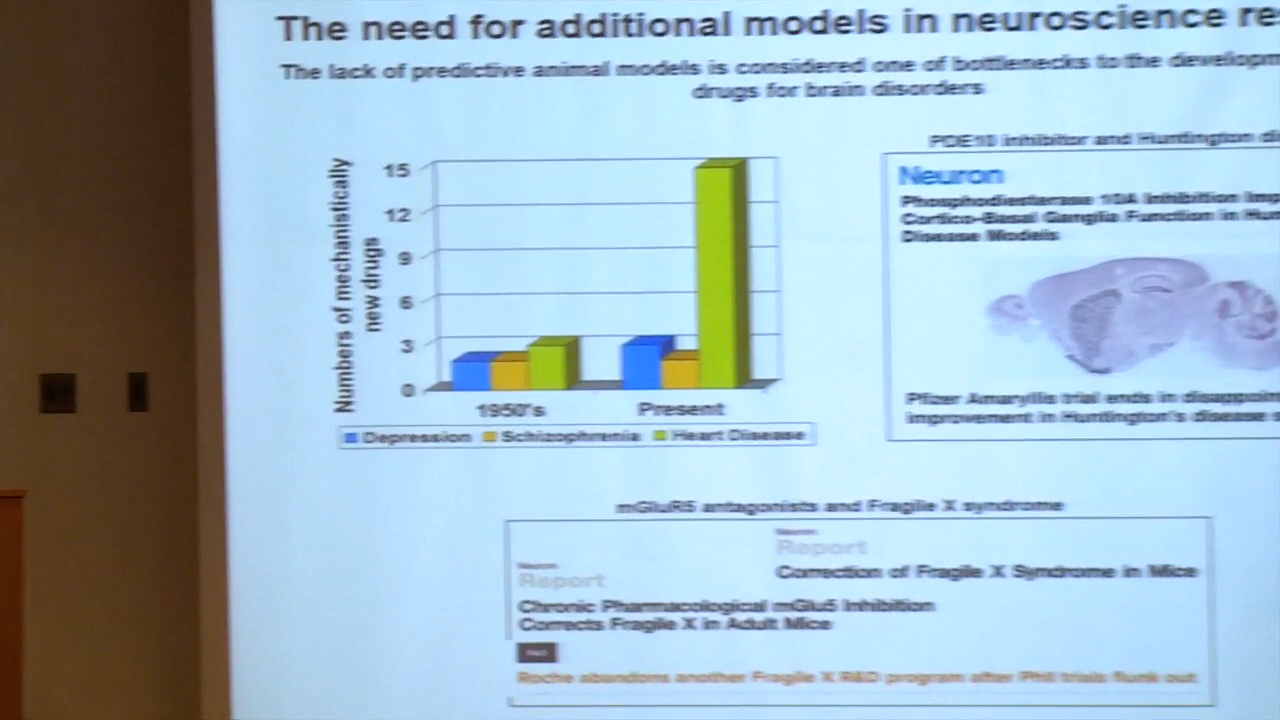 The need for additional models in neuroscience re
The lack of predictive animal models is considered one of bottlenecks to the developm
drugs for brain disorders
Numbers of mechanistically
new drugs
15
12
9
6
3
0
1950's
Present
Depression
Schizophrenia
Heart Disease
PDE10 inhibitor and Huntington di
Neuron
Phosphodiesterase 10A Inhibition Imp
Cortico-Basal Ganglia Function in Hun
Disease Models
Pfizer Amaryllis trial ends in disappoin
improvement in Huntington's disease s
mGluR5 antagonists and Fragile X syndrome
Neuron
Report
Correction of Fragile X Syndrome in Mice
Neuron
Report
Chronic Pharmacological mGlu5 Inhibition
Corrects Fragile X in Adult Mice
Roche abandons another Fragile X R&D program after PhII trials flunk out